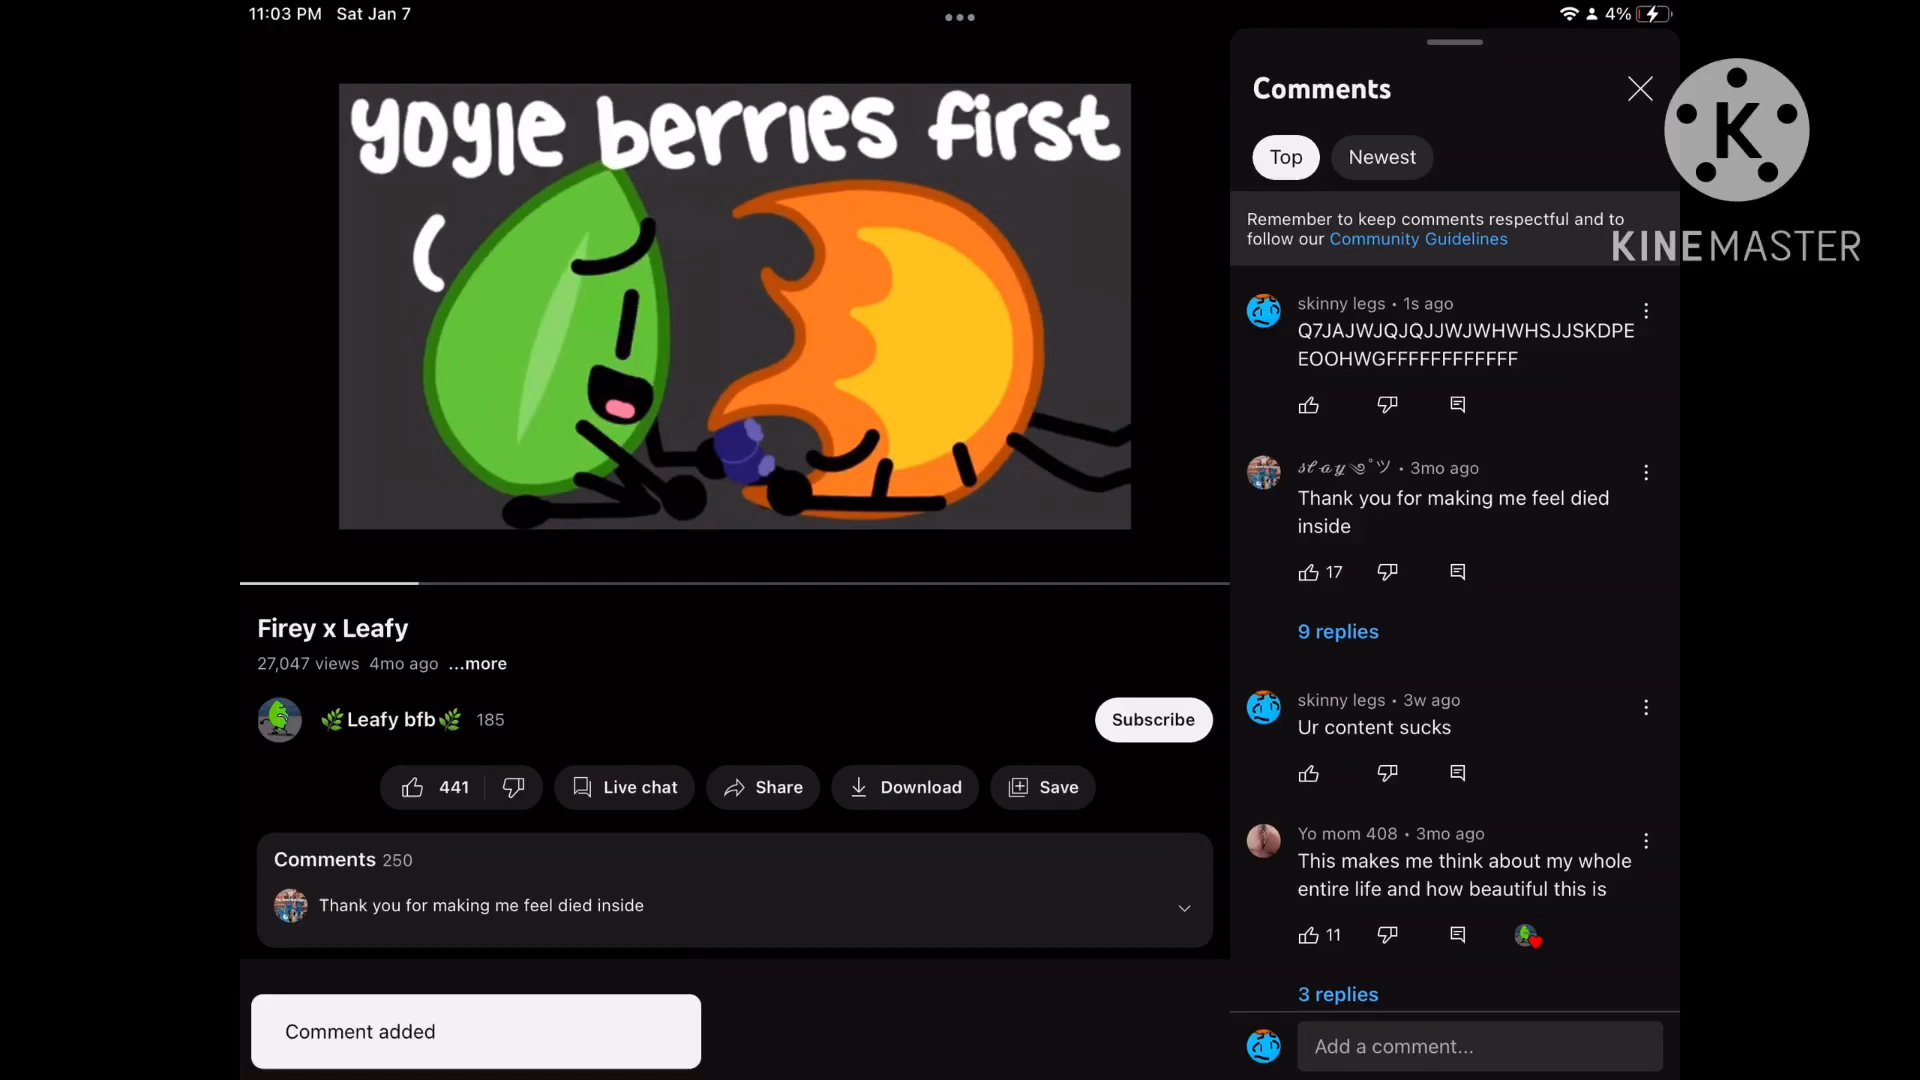 11:03 PM Sat Jan 7
4%
yoyle berries first
Firey x Leafy
27,047 views 4mo ago ...more
🌿Leafy bfb🌿 185
Subscribe
441
Live chat
Share
Download
Save
Comments 250
Thank you for making me feel died inside
Comment added
Comments
Top
Newest
Remember to keep comments respectful and to
follow our Community Guidelines
skinny legs • 1s ago
Q7JAJWJQJQJJWJWHWHSJJSKDPE
EOOHWGFFFFFFFFFFFF
𝓈𝓉𝒶𝓎༄˚ツ • 3mo ago
Thank you for making me feel died
inside
17
9 replies
skinny legs • 3w ago
Ur content sucks
Yo mom 408 • 3mo ago
This makes me think about my whole
entire life and how beautiful this is
11
3 replies
Add a comment...
K
KINEMASTER